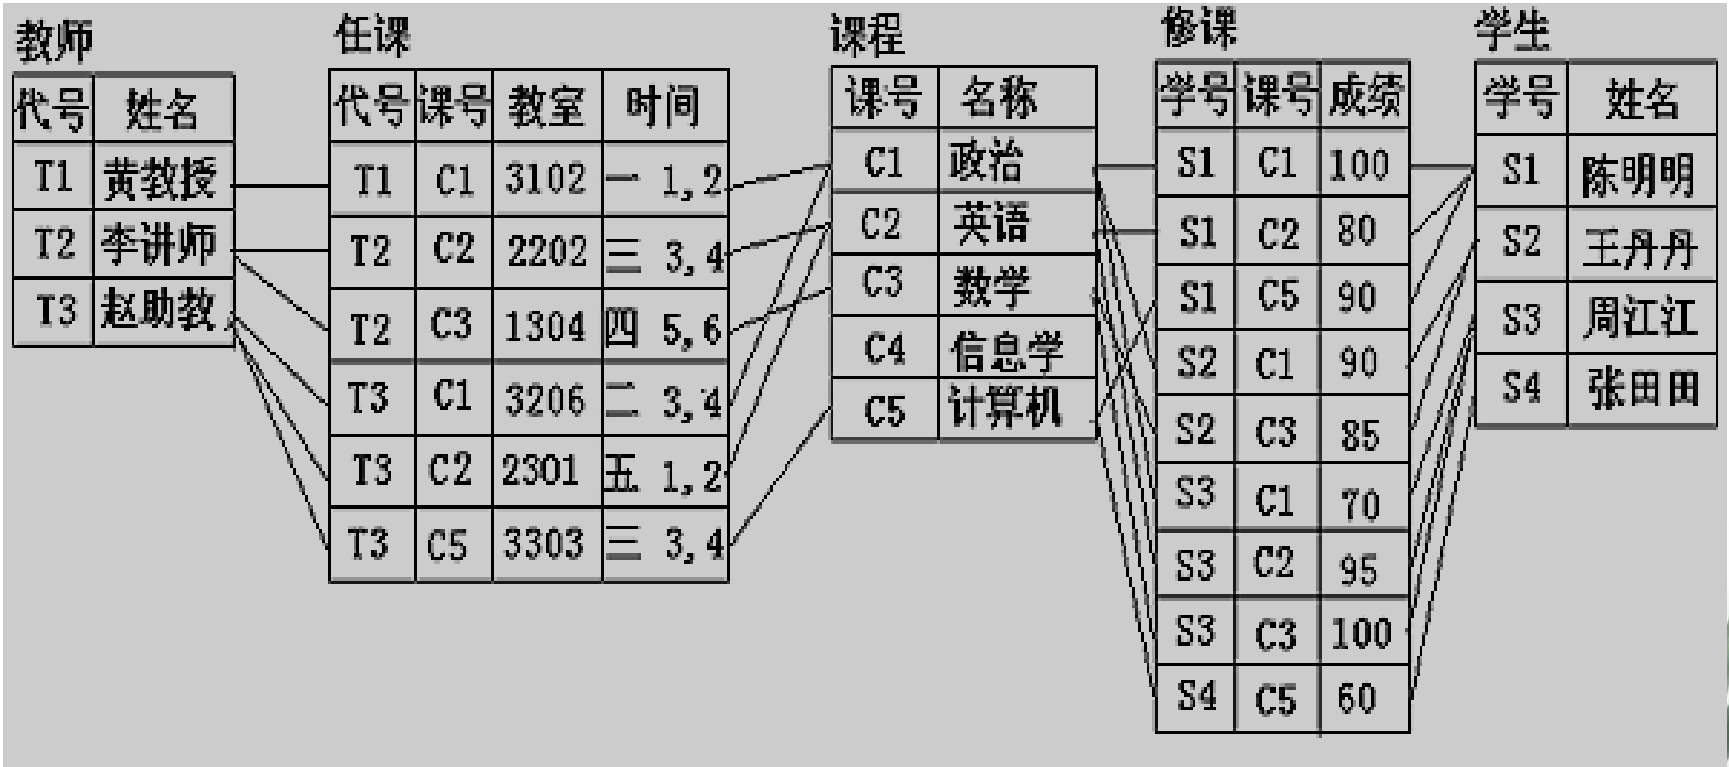 教师
代号 姓名
T1 黄教授
T2 李讲师
T3 赵助教
任课
代号 课号 教室 时间
T1 C1 3102 一 1,2
T2 C2 2202 三 3,4
T2 C3 1304 四 5,6
T3 C1 3206 二 3,4
T3 C2 2301 五 1,2
T3 C5 3303 三 3,4
课程
课号 名称
C1 政治
C2 英语
C3 数学
C4 信息学
C5 计算机
修课
学号 课号 成绩
S1 C1 100
S1 C2 80
S1 C5 90
S2 C1 90
S2 C3 85
S3 C1 70
S3 C2 95
S3 C3 100
S4 C5 60
学生
学号 姓名
S1 陈明明
S2 王丹丹
S3 周江江
S4 张田田